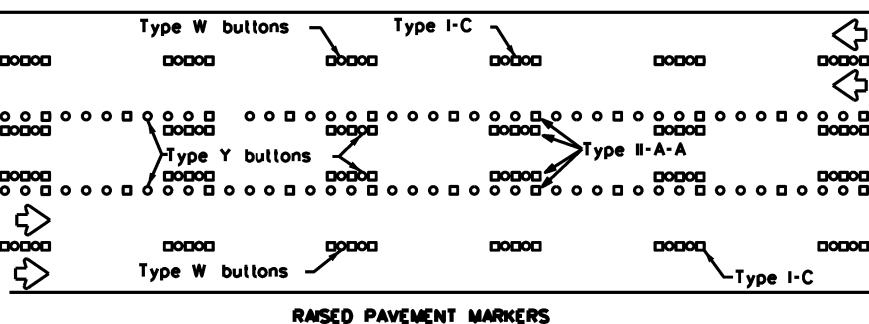 Type W buttons
Type I-C
Type Y buttons
Type II-A-A
Type W buttons
Type I-C
RAISED PAVEMENT MARKERS